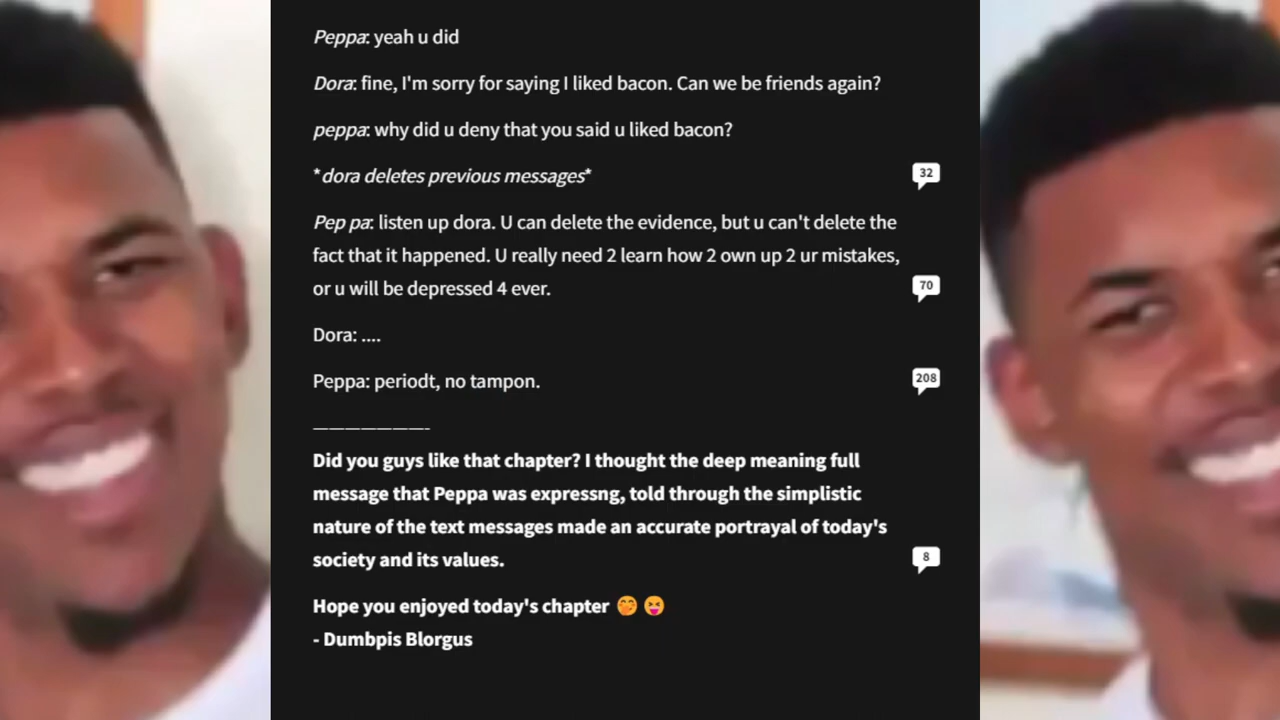 Peppa: yeah u did
Dora: fine, I'm sorry for saying I liked bacon. Can we be friends again?
peppa: why did u deny that you said u liked bacon?
*dora deletes previous messages*
32
Pep pa: listen up dora. U can delete the evidence, but u can't delete the
fact that it happened. U really need 2 learn how 2 own up 2 ur mistakes,
or u will be depressed 4 ever.
70
Dora: ....
Peppa: periodt, no tampon.
208
———————-
Did you guys like that chapter? I thought the deep meaning full
message that Peppa was expressng, told through the simplistic
nature of the text messages made an accurate portrayal of today's
society and its values.
8
Hope you enjoyed today's chapter 🤭 😝
- Dumbpis Blorgus